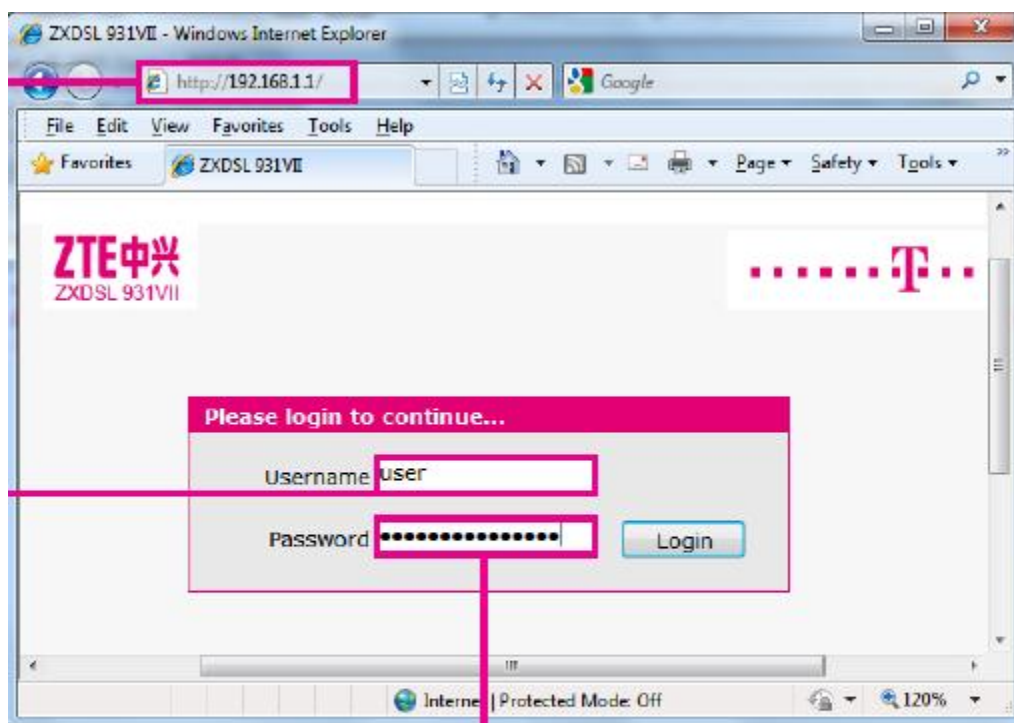 ZXDSL 931VII - Windows Internet Explorer
http://192.168.1.1/
Google
File Edit View Favorites Tools Help
Favorites ZXDSL 931VII Page Safety Tools
ZTE中兴
ZXDSL 931VII
T
Please login to continue...
Username user
Password ●●●●●●●●●●●●●●●
Login
Internet | Protected Mode: Off 120%